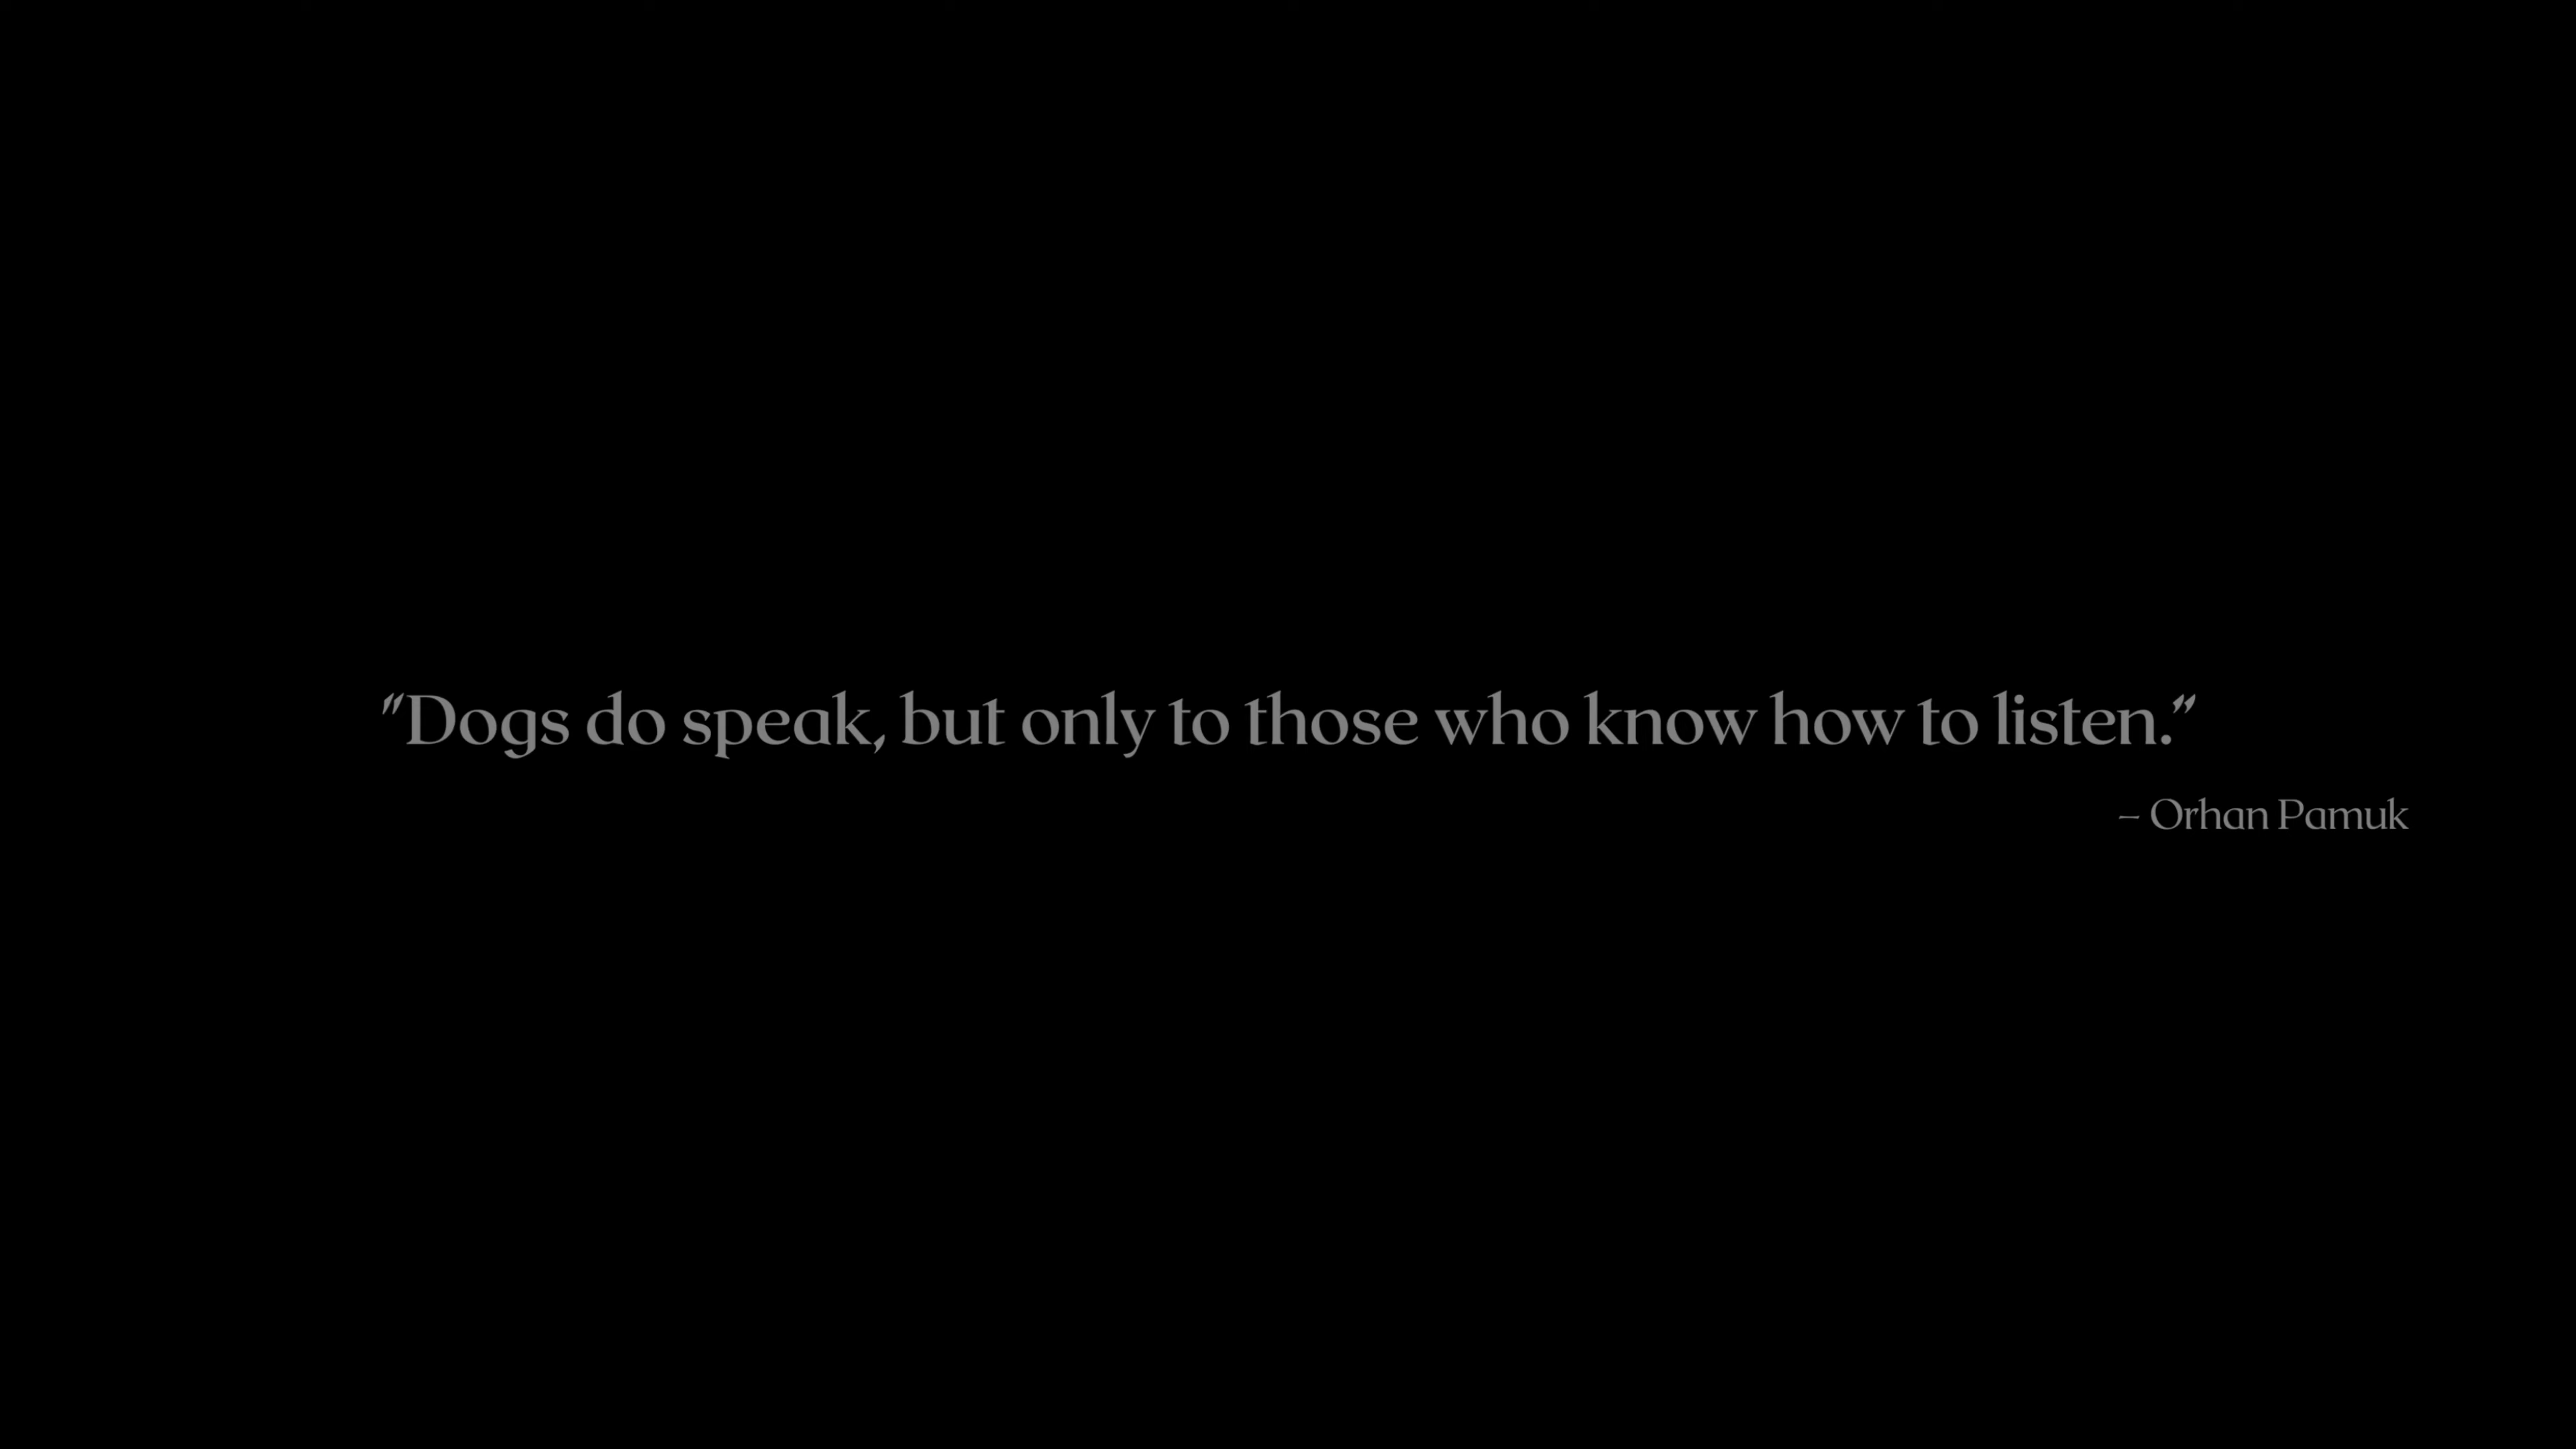 "Dogs do speak, but only to those who know how to listen."
– Orhan Pamuk